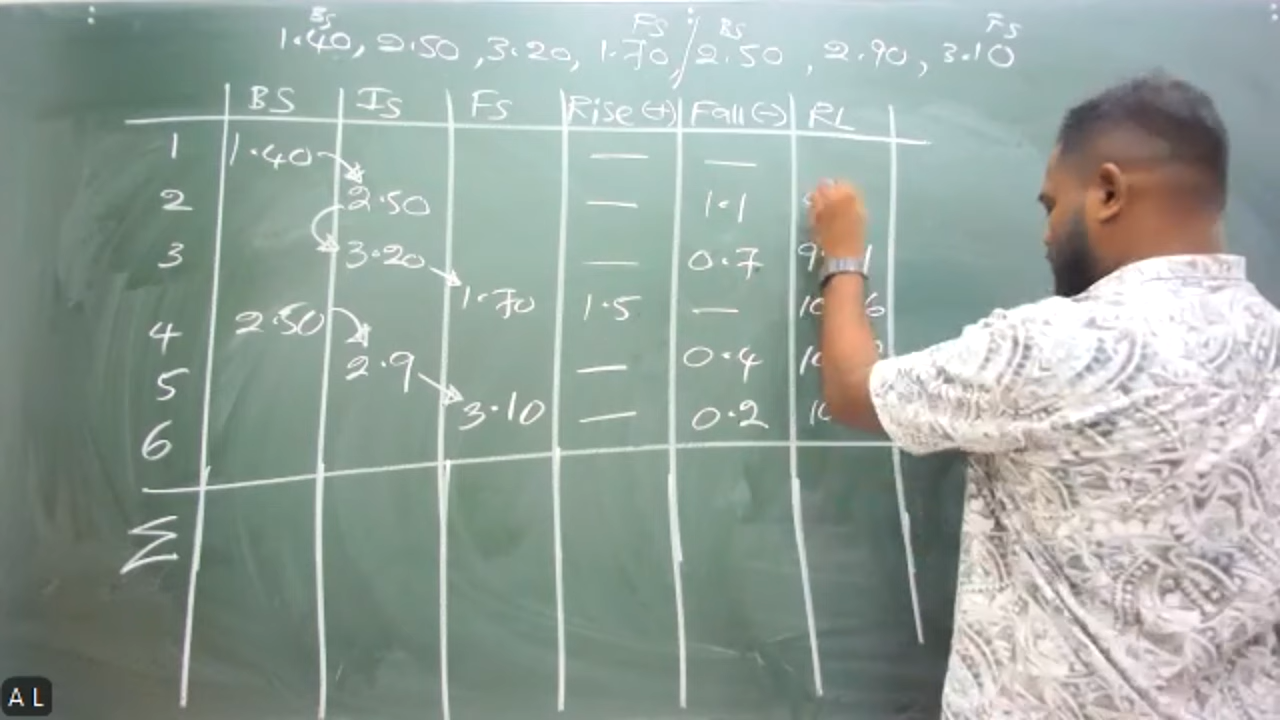 BS FS BS FS
1.40, 2.50, 3.20, 1.70 / 2.50, 2.90, 3.10
BS Is Fs Rise (+) Fall (-) RL
1 1.40 — —
2 2.50 — 1.1
3 3.20 — 0.7
4 2.50 1.70 1.5 —
5 2.9 — 0.4
6 3.10 — 0.2
Σ
A L